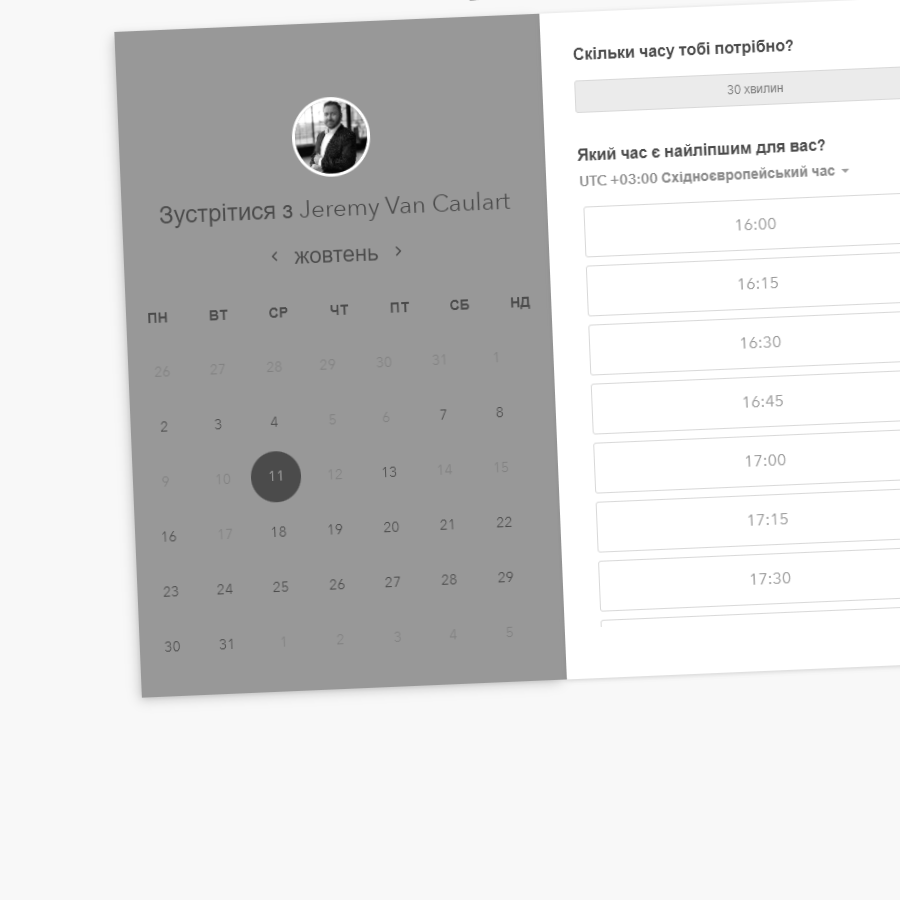 Зустрітися з Jeremy Van Caulart
жовтень
ПН ВТ СР ЧТ ПТ СБ НД
26 27 28 29 30 31 1
2 3 4 5 6 7 8
9 10 11 12 13 14 15
16 17 18 19 20 21 22
23 24 25 26 27 28 29
30 31 1 2 3 4 5
Скільки часу тобі потрібно?
30 хвилин
Який час є найліпшим для вас?
UTC +03:00 Східноєвропейський час
16:00
16:15
16:30
16:45
17:00
17:15
17:30